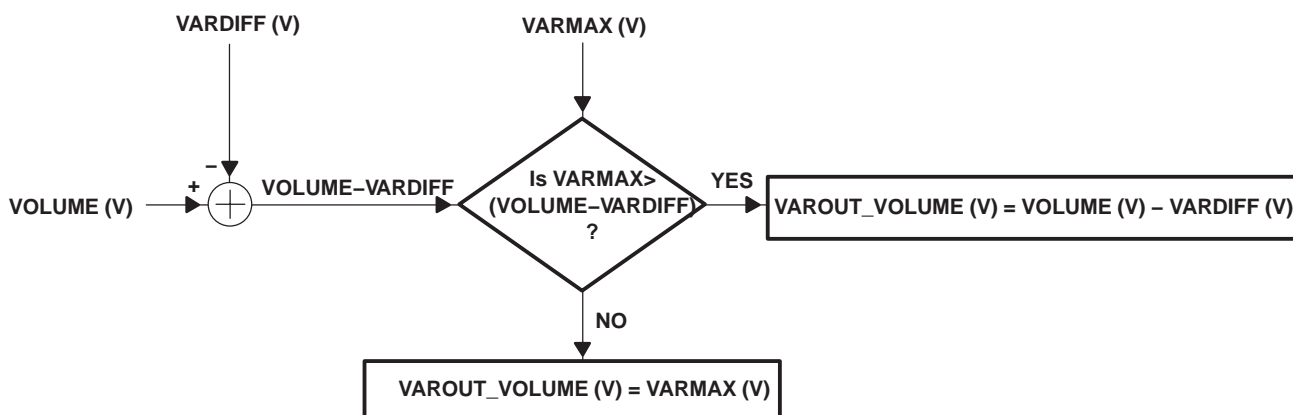 VARDIFF (V)
VARMAX (V)
–
+
VOLUME (V)
VOLUME–VARDIFF
Is VARMAX>
(VOLUME–VARDIFF)
?
YES
VAROUT_VOLUME (V) = VOLUME (V) – VARDIFF (V)
NO
VAROUT_VOLUME (V) = VARMAX (V)